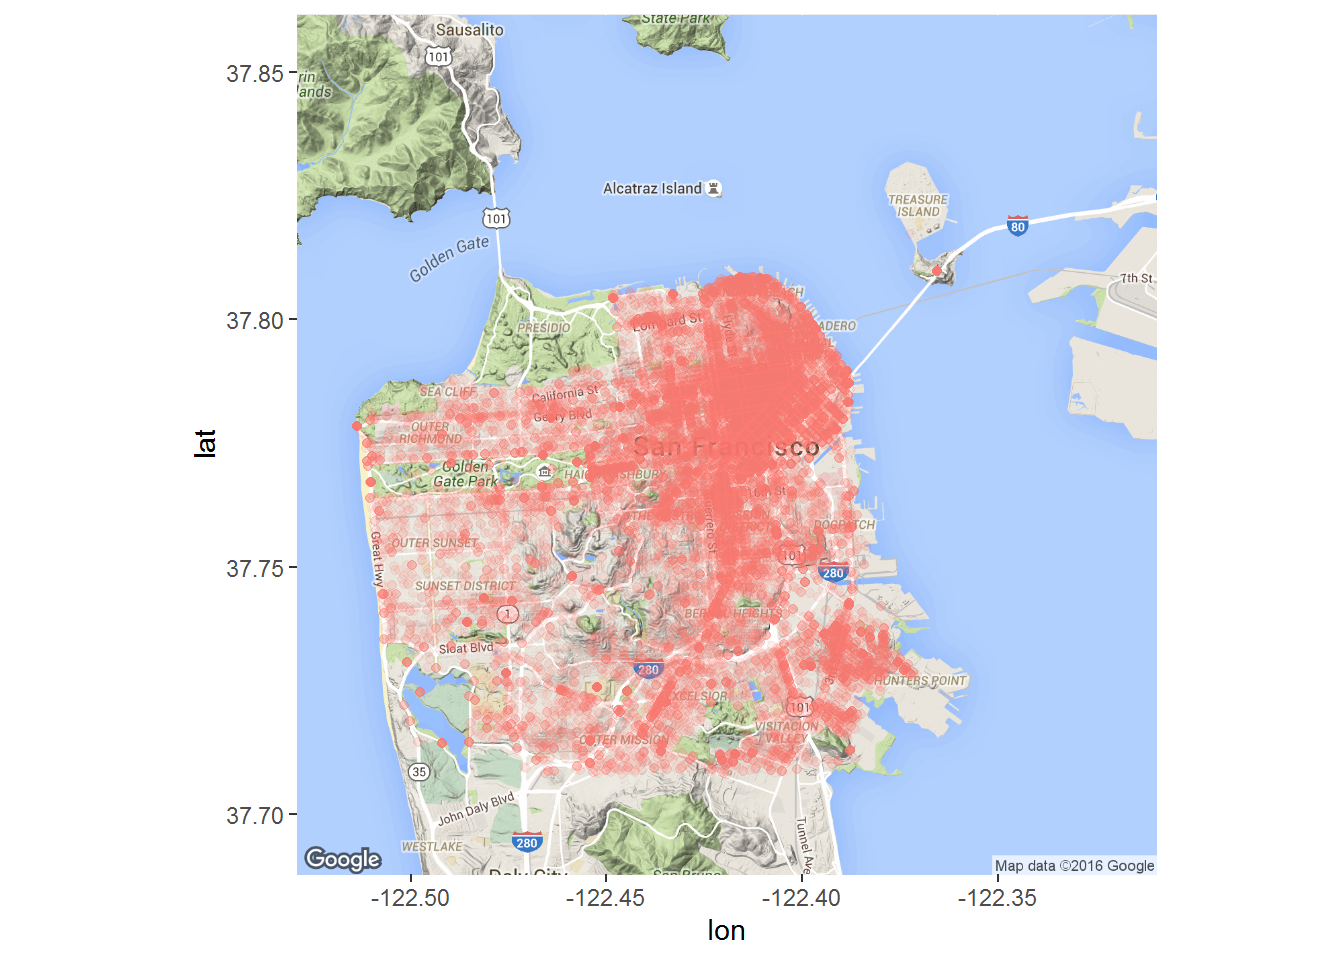 State Park
Sausalito
101
37.85
rin
lands
Alcatraz Island
TREASURE
ISLAND
101
80
Golden Gate
7th St
37.80
PRESIDIO
Lombard St
ADERO
SEA CLIFF
California St
Geary Blvd
OUTER
RICHMOND
San Francisco
Golden
Gate Park
lat
16th St
DOGPATCH
OUTER SUNSET
Great Hwy
101
37.75
280
SUNSET DISTRICT
1
BERNAL HEIGHTS
Sloat Blvd
280
HUNTERS POINT
EXCELSIOR
101
VISITACION
VALLEY
OUTER MISSION
35
John Daly Blvd
37.70
Tunnel Ave
280
WESTLAKE
Google
Daly City
San Bruno
Map data ©2016 Google
-122.50
-122.45
-122.40
-122.35
lon